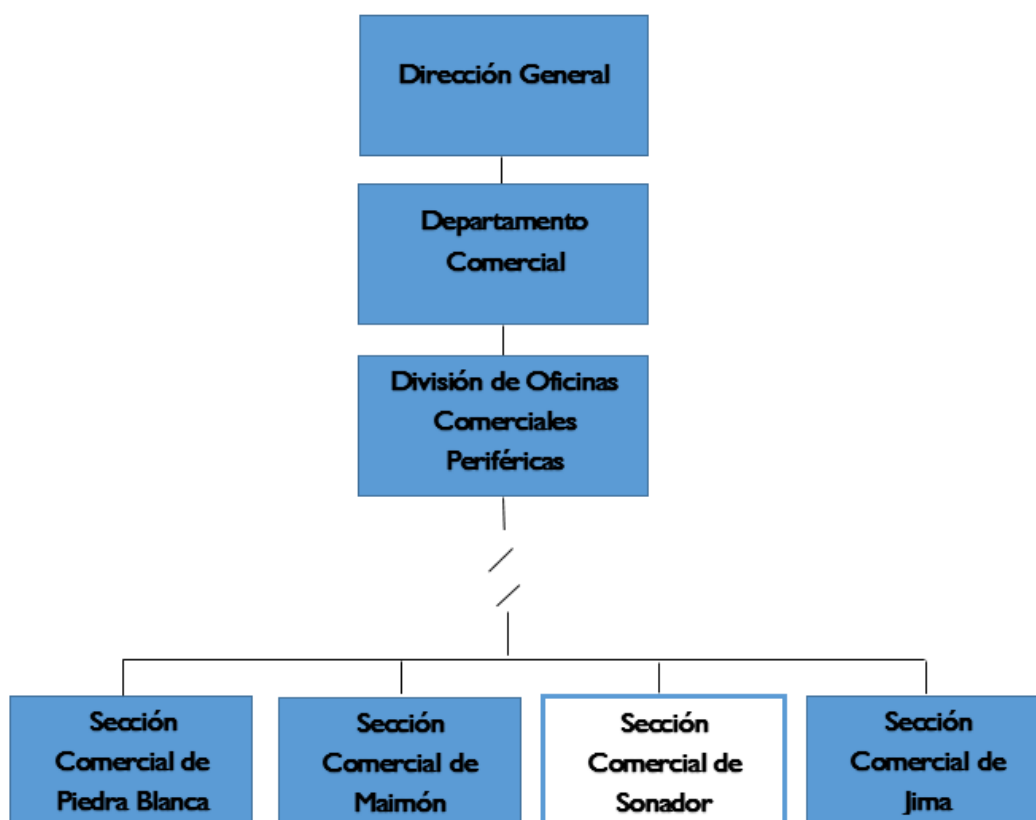 Dirección General
Departamento
Comercial
División de Oficinas
Comerciales
Periféricas
Sección
Comercial de
Piedra Blanca
Sección
Comercial de
Maimón
Sección
Comercial de
Sonador
Sección
Comercial de
Jima